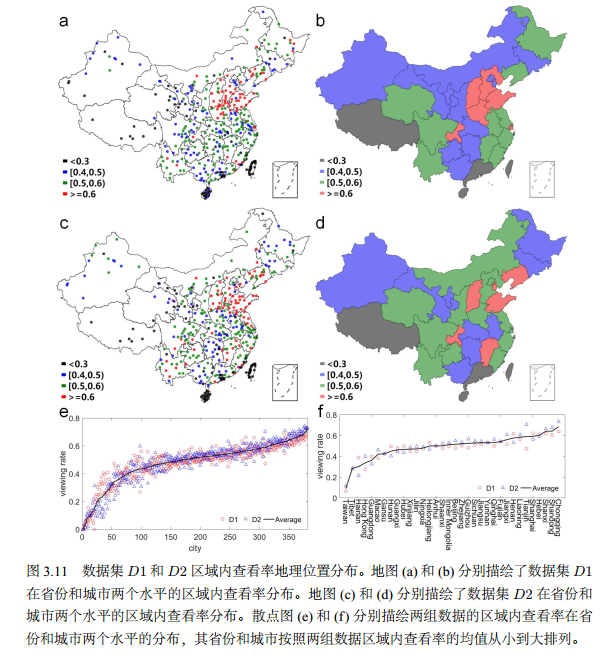 a
<0.3
[0.4,0.5)
[0.5,0.6)
>=0.6
b
<0.3
[0.4,0.5)
[0.5,0.6)
>=0.6
c
<0.3
[0.4,0.5)
[0.5,0.6)
>=0.6
d
<0.3
[0.4,0.5)
[0.5,0.6)
>=0.6
e
viewing rate
0.8
0.6
0.4
0.2
0
0 50 100 150 200 250 300 350
city
D1 D2 Average
f
viewing rate
0.8
0.6
0.4
0.2
0
D1 D2 Average
Taiwan
Tibet
Hainan
Hong Kong
Guangdong
Macao
Gansu
Hunan
Guangxi
Hubei
Xinjiang
Jilin
Ningxia
Heilongjiang
Anhui
Inner Mongolia
Zhejiang
Guizhou
Sichuan
Jiangsu
Yunnan
Qinghai
Fujian
Jiangxi
Henan
Liaoning
Tianjin
Shanghai
Hebei
Shanxi
Shandong
Chongqing
图 3.11 数据集 D1 和 D2 区域内查看率地理位置分布。地图 (a) 和 (b) 分别描绘了数据集 D1
在省份和城市两个水平的区域内查看率分布。地图 (c) 和 (d) 分别描绘了数据集 D2 在省份和
城市两个水平的区域内查看率分布。散点图 (e) 和 (f) 分别描绘两组数据的区域内查看率在省
份和城市两个水平的分布，其省份和城市按照两组数据区域内查看率的均值从小到大排列。